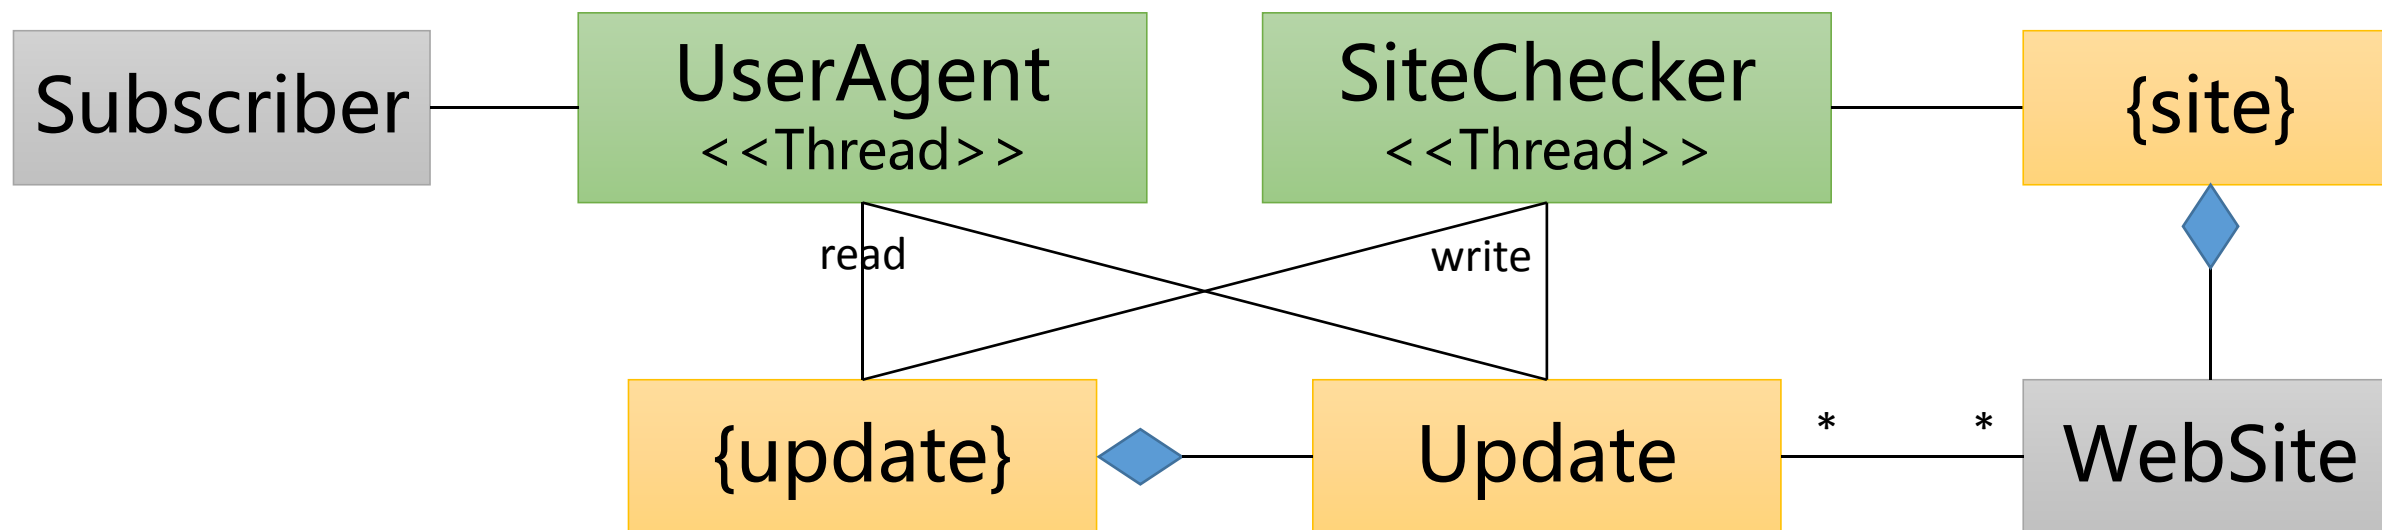 Subscriber
UserAgent
<<Thread>>
SiteChecker
<<Thread>>
{site}
read
write
{update}
Update
*
*
WebSite